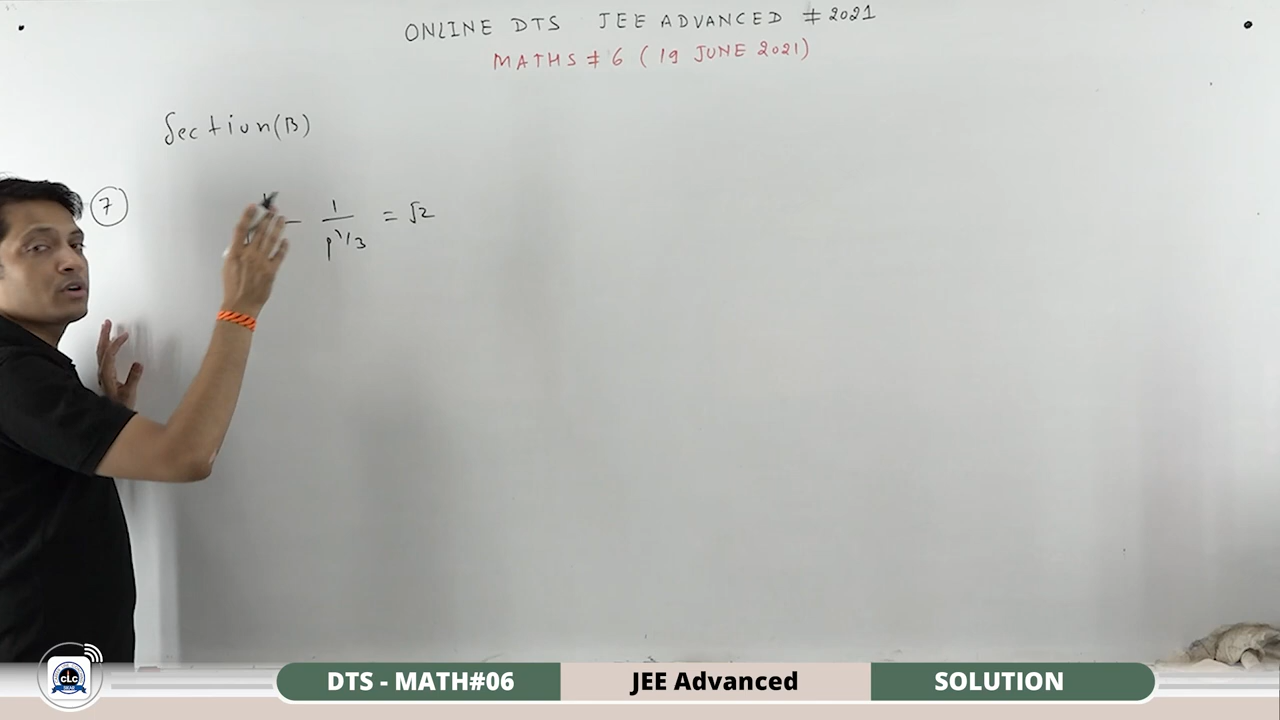 ONLINE DTS JEE ADVANCED # 2021
MATHS # 6 ( 19 JUNE 2021)
Section(B)
7
− 1/p^1/3 = √2
CLC
DTS - MATH#06
JEE Advanced
SOLUTION